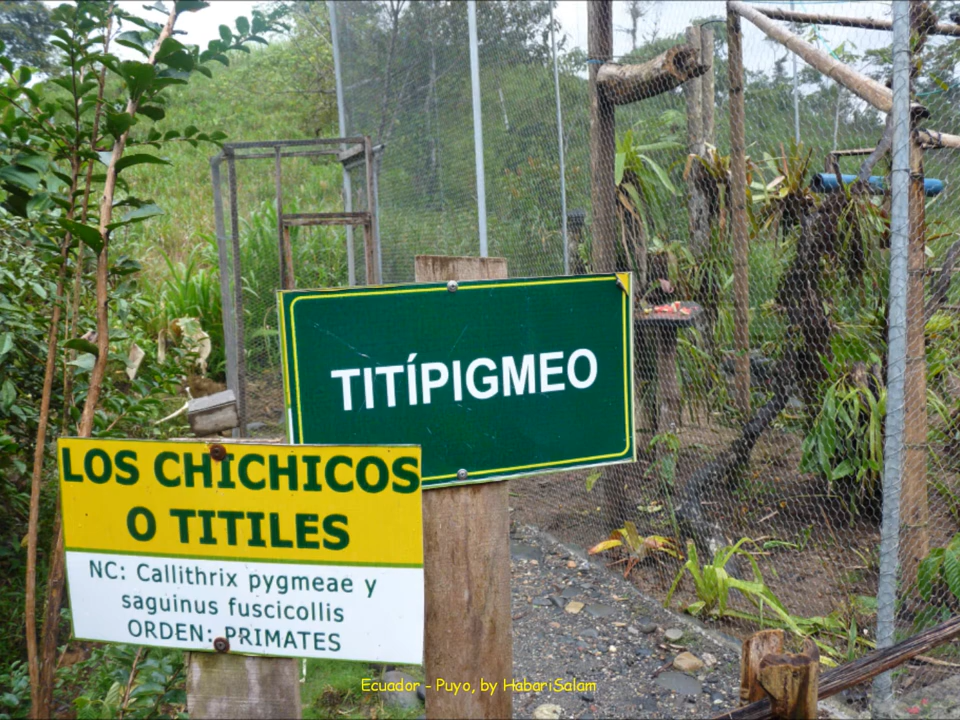 TITÍPIGMEO
LOS CHICHICOS
O TITILES
NC: Callithrix pygmeae y
saguinus fuscicollis
ORDEN: PRIMATES
Ecuador - Puyo, by HabariSalam